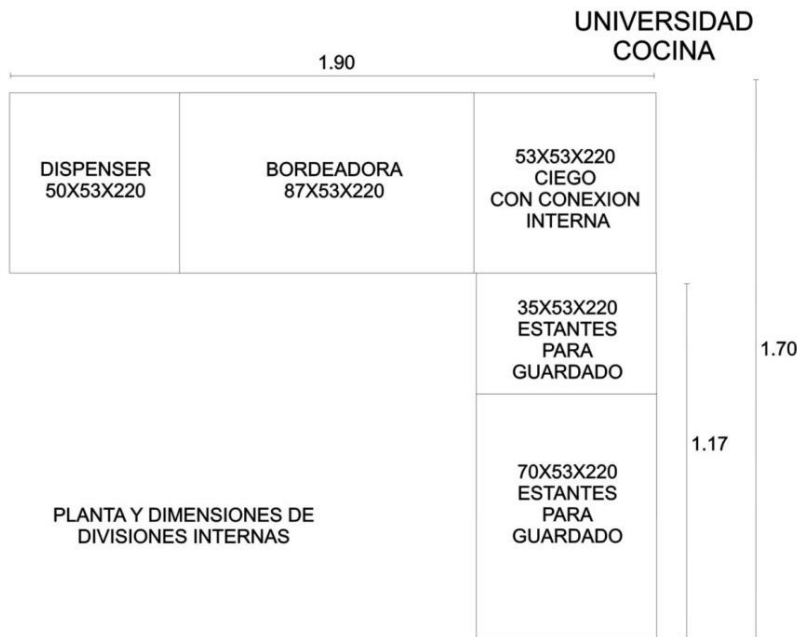 UNIVERSIDAD
COCINA
1.90
DISPENSER
50X53X220
BORDEADORA
87X53X220
53X53X220
CIEGO
CON CONEXION
INTERNA
35X53X220
ESTANTES
PARA
GUARDADO
1.70
1.17
70X53X220
ESTANTES
PARA
GUARDADO
PLANTA Y DIMENSIONES DE
DIVISIONES INTERNAS